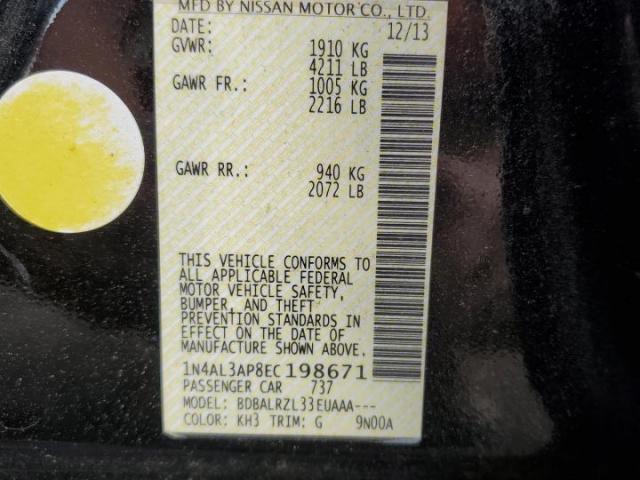 MFD BY NISSAN MOTOR CO., LTD.
DATE: 12/13
GVWR: 1910 KG
4211 LB
GAWR FR.: 1005 KG
2216 LB
GAWR RR.: 940 KG
2072 LB
THIS VEHICLE CONFORMS TO
ALL APPLICABLE FEDERAL
MOTOR VEHICLE SAFETY,
BUMPER, AND THEFT
PREVENTION STANDARDS IN
EFFECT ON THE DATE OF
MANUFACTURE SHOWN ABOVE.
1N4AL3AP8EC198671
PASSENGER CAR 737
MODEL: BDBALRZL33EUAAA---
COLOR: KH3 TRIM: G 9N00A